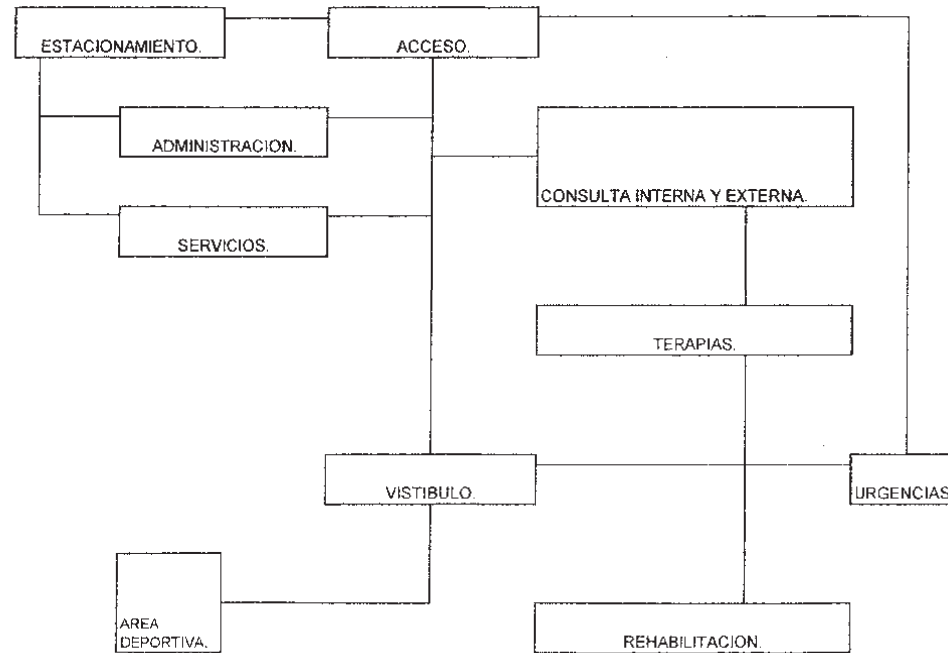 ESTACIONAMIENTO.
ACCESO.
ADMINISTRACION.
CONSULTA INTERNA Y EXTERNA.
SERVICIOS.
TERAPIAS.
VISTIBULO.
URGENCIAS
AREA
DEPORTIVA.
REHABILITACION.